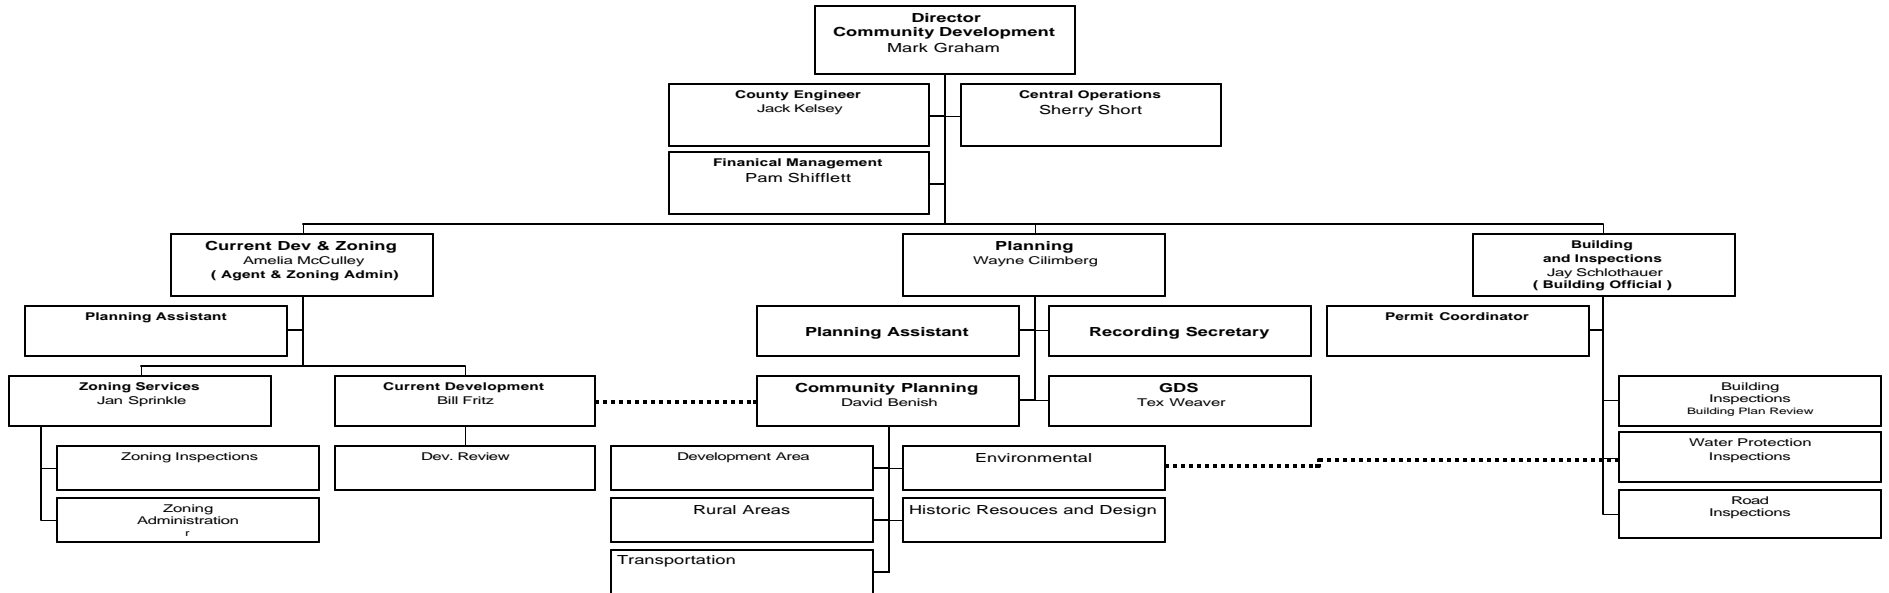 Director
Community Development
Mark Graham
County Engineer
Jack Kelsey
Central Operations
Sherry Short
Finanical Management
Pam Shifflett
Current Dev & Zoning
Amelia McCulley
( Agent & Zoning Admin)
Planning
Wayne Cilimberg
Building
and Inspections
Jay Schlothauer
( Building Official )
Planning Assistant
Planning Assistant
Recording Secretary
Permit Coordinator
Zoning Services
Jan Sprinkle
Current Development
Bill Fritz
Community Planning
David Benish
GDS
Tex Weaver
Building
Inspections
Building Plan Review
Zoning Inspections
Dev. Review
Development Area
Environmental
Water Protection
Inspections
Zoning
Administration
r
Rural Areas
Historic Resouces and Design
Road
Inspections
Transportation